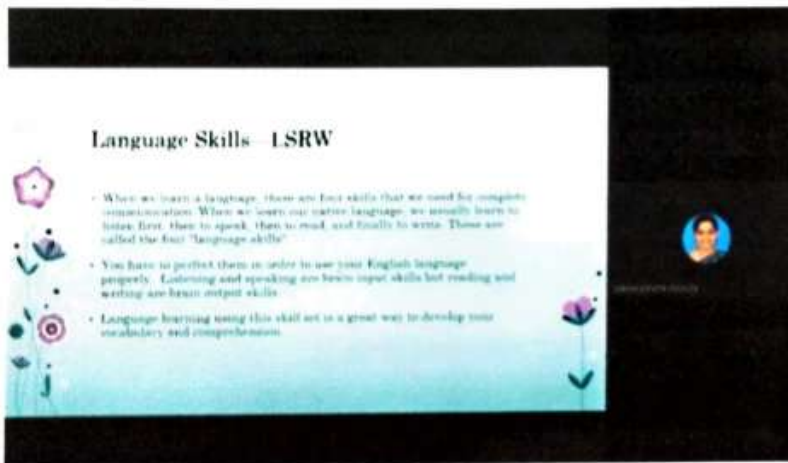 Language Skills LSRW
• When we learn a language, there are four skills that we need for complete
communication. When we learn our native language, we usually learn to
listen first, then to speak, then to read, and finally to write. These are
called the four "language skills"
• You have to perfect them in order to use your English language
properly. Listening and speaking are brain input skills but reading and
writing are brain output skills.
• Language learning using this skill set is a great way to develop your
vocabulary and comprehension.